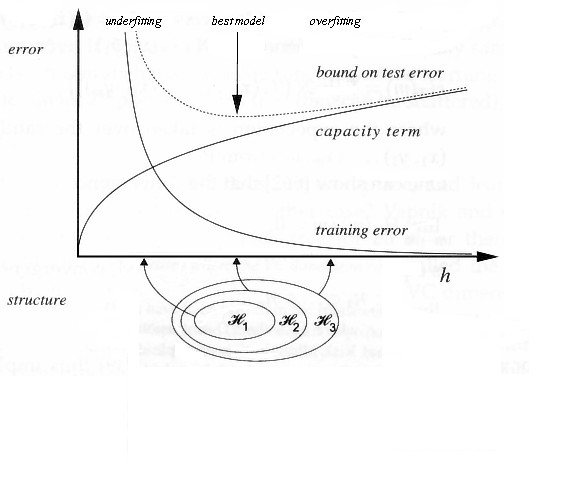 underfitting best model overfitting
error
bound on test error
capacity term
training error
h
structure
ℋ1 ℋ2 ℋ3